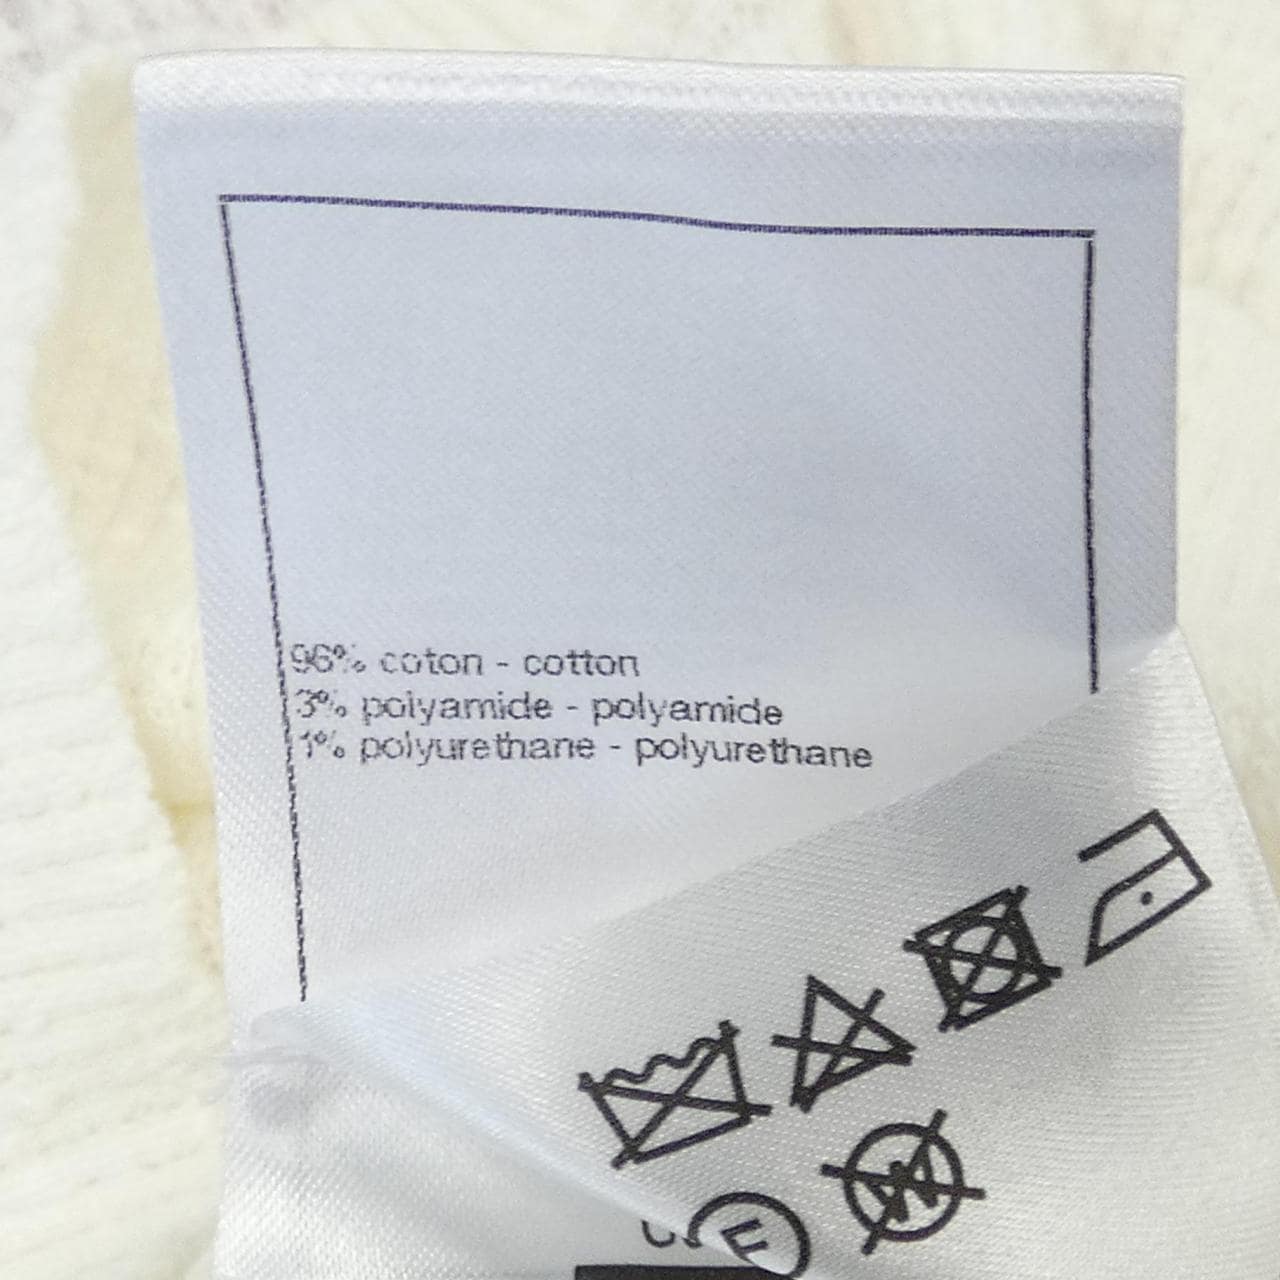 96% coton - cotton
3% polyamide - polyamide
1% polyurethane - polyurethane
W
F